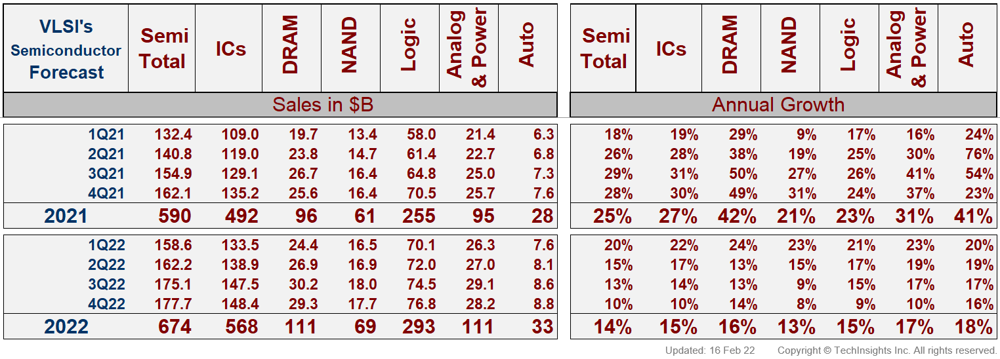 VLSI's Semiconductor Forecast Semi Total ICs DRAM NAND Logic Analog & Power Auto Semi Total ICs DRAM NAND Logic Analog & Power Auto
Sales in $B Annual Growth
1Q21 132.4 109.0 19.7 13.4 58.0 21.4 6.3 18% 19% 29% 9% 17% 16% 24%
2Q21 140.8 119.0 23.8 14.7 61.4 22.7 6.8 26% 28% 38% 19% 25% 30% 76%
3Q21 154.9 129.1 26.7 16.4 64.8 25.0 7.3 29% 31% 50% 27% 26% 41% 54%
4Q21 162.1 135.2 25.6 16.4 70.5 25.7 7.6 28% 30% 49% 31% 24% 37% 23%
2021 590 492 96 61 255 95 28 25% 27% 42% 21% 23% 31% 41%
1Q22 158.6 133.5 24.4 16.5 70.1 26.3 7.6 20% 22% 24% 23% 21% 23% 20%
2Q22 162.2 138.9 26.9 16.9 72.0 27.0 8.1 15% 17% 13% 15% 17% 19% 19%
3Q22 175.1 147.5 30.2 18.0 74.5 29.1 8.6 13% 14% 13% 9% 15% 17% 17%
4Q22 177.7 148.4 29.3 17.7 76.8 28.2 8.8 10% 10% 14% 8% 9% 10% 16%
2022 674 568 111 69 293 111 33 14% 15% 16% 13% 15% 17% 18%
Updated: 16 Feb 22 Copyright © TechInsights Inc. All rights reserved.